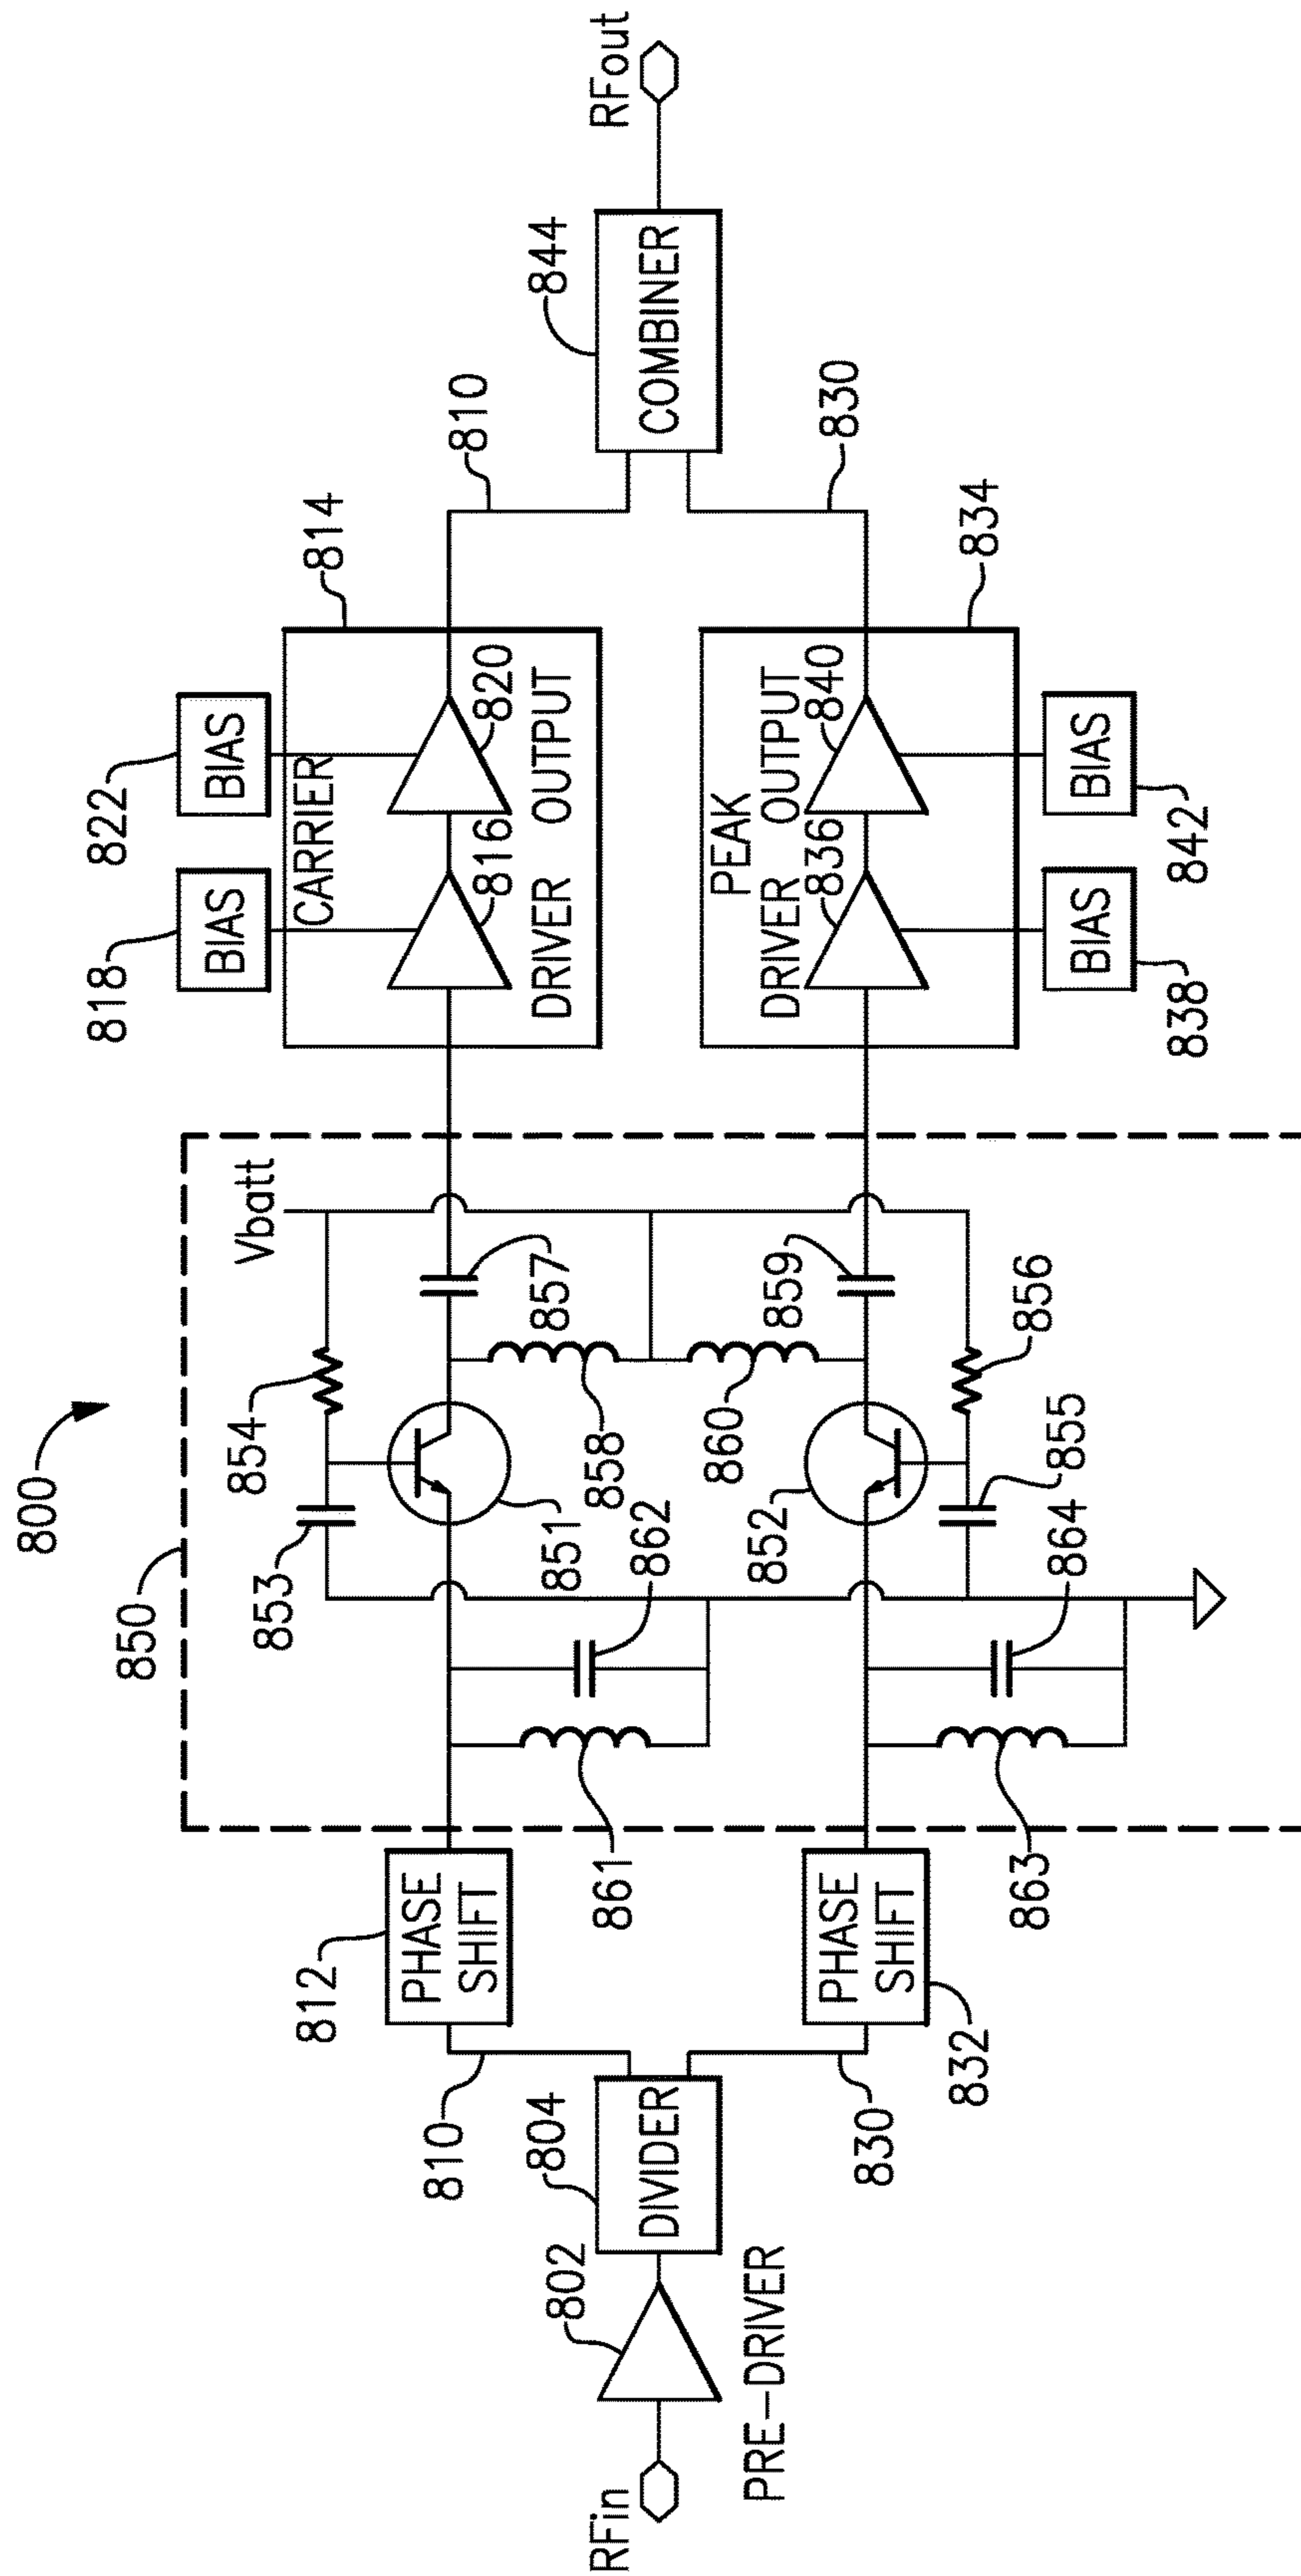 800
850
Vbatt
854
853
851
857
858
862
861
860
859
852
856
855
864
863
RFin
802
PRE-DRIVER
804
DIVIDER
810
830
812
PHASE
SHIFT
PHASE
SHIFT
832
818
BIAS
822
BIAS
814
CARRIER
816
820
DRIVER OUTPUT
PEAK
DRIVER OUTPUT
836
840
834
BIAS
838
BIAS
842
810
830
844
COMBINER
RFout